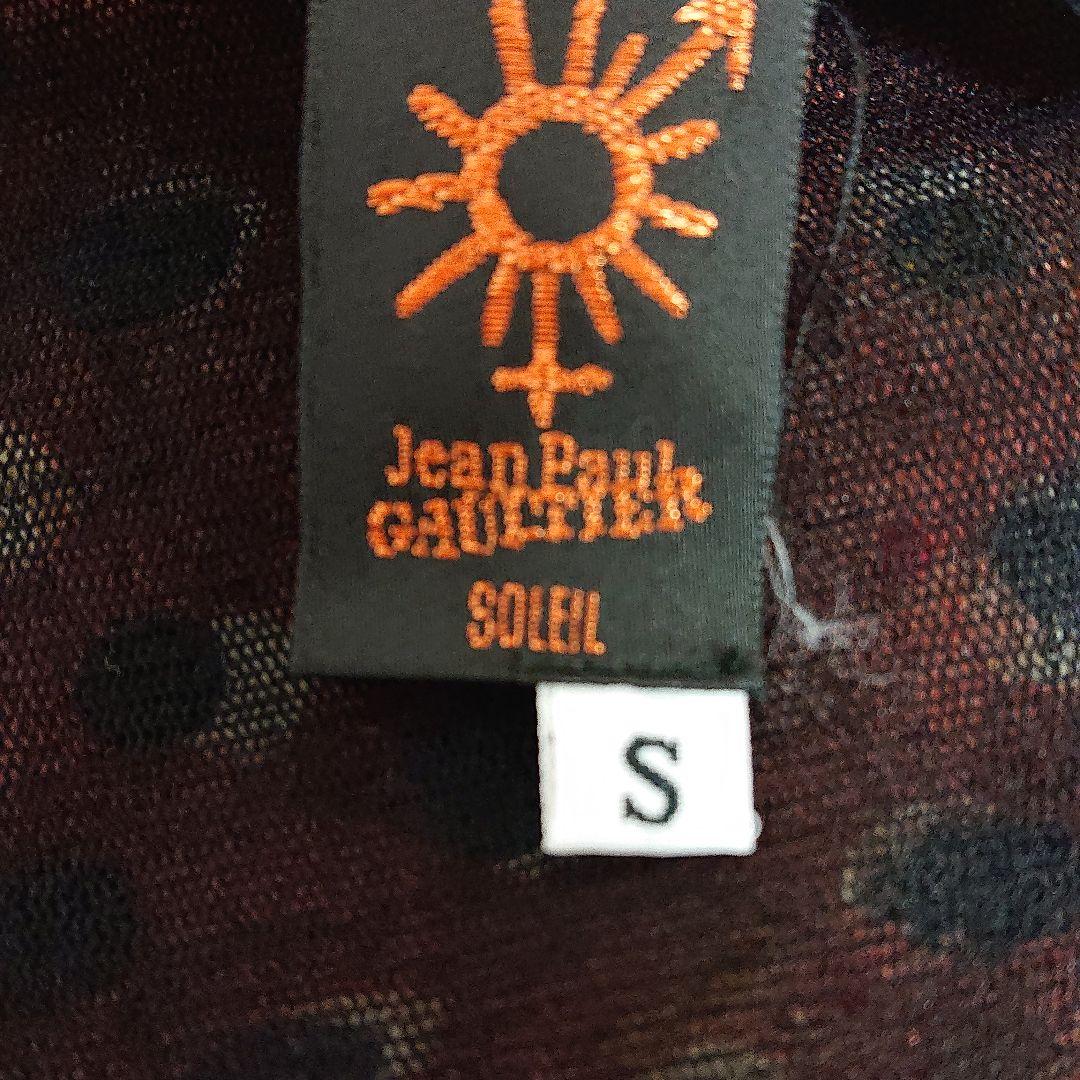 Jean Paul
GAULTIER
SOLEIL
S